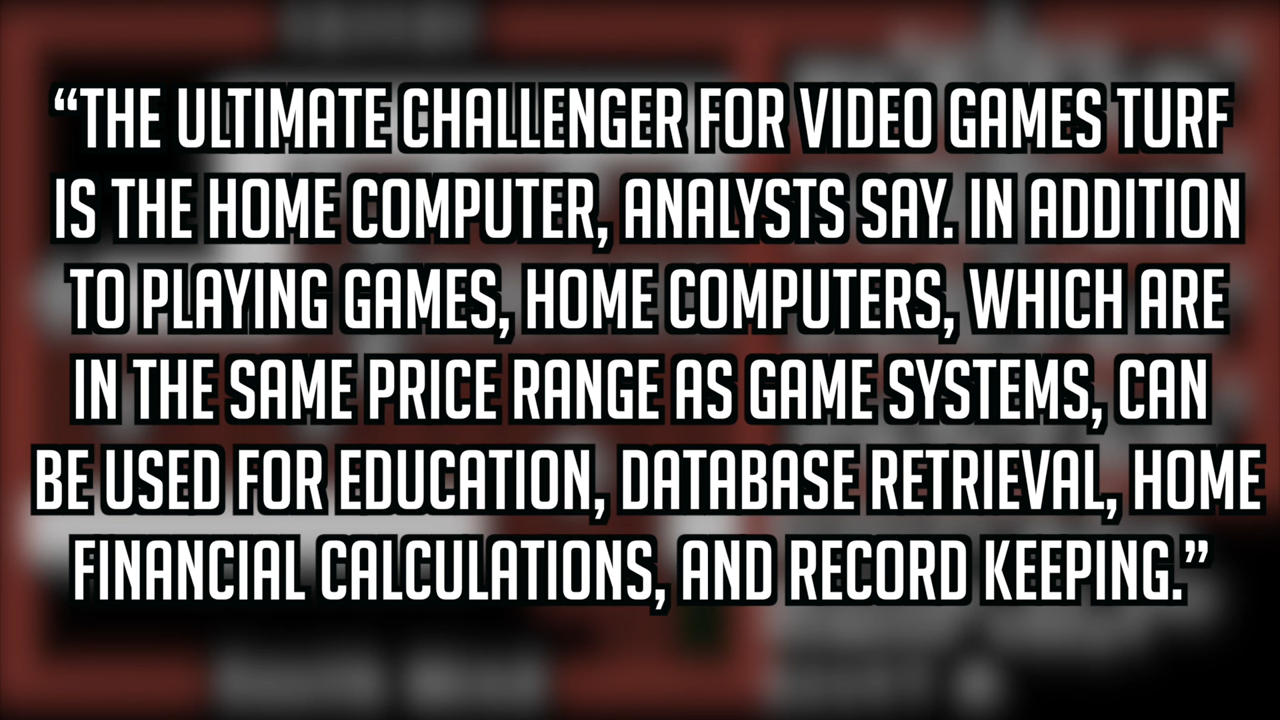 “THE ULTIMATE CHALLENGER FOR VIDEO GAMES TURF
IS THE HOME COMPUTER, ANALYSTS SAY. IN ADDITION
TO PLAYING GAMES, HOME COMPUTERS, WHICH ARE
IN THE SAME PRICE RANGE AS GAME SYSTEMS, CAN
BE USED FOR EDUCATION, DATABASE RETRIEVAL, HOME
FINANCIAL CALCULATIONS, AND RECORD KEEPING.”